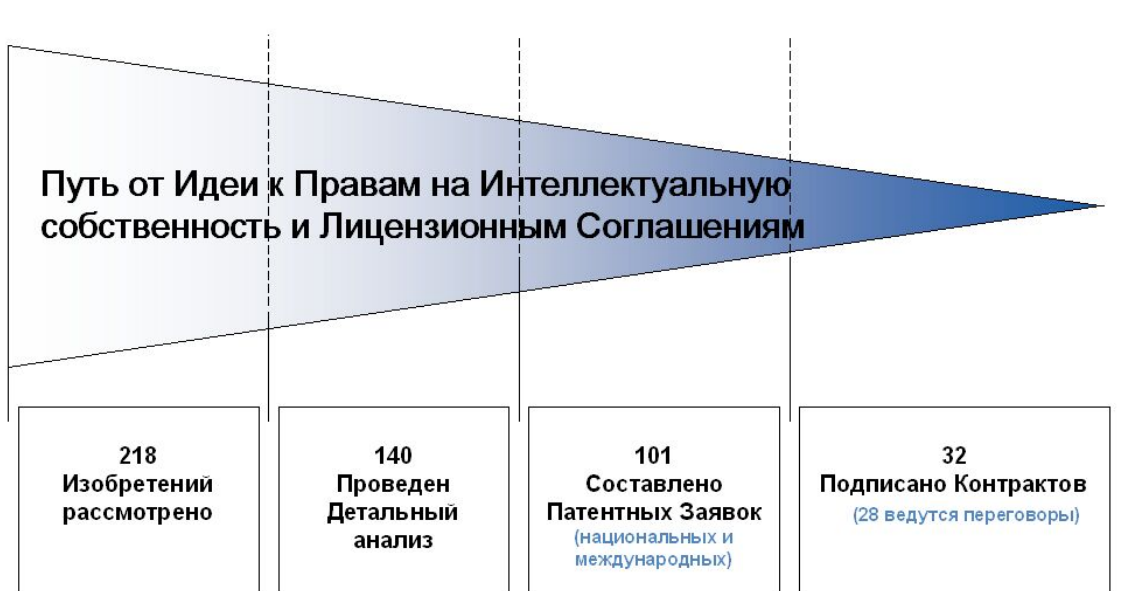 Путь от Идеи к Правам на Интеллектуальную
собственность и Лицензионным Соглашениям
218
Изобретений
рассмотрено
140
Проведен
Детальный
анализ
101
Составлено
Патентных Заявок
(национальных и
международных)
32
Подписано Контрактов
(28 ведутся переговоры)